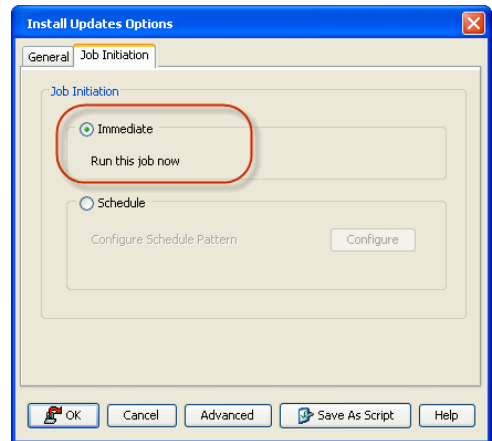 Install Updates Options
General Job Initiation
Job Initiation
Immediate
Run this job now
Schedule
Configure Schedule Pattern Configure
OK Cancel Advanced Save As Script Help